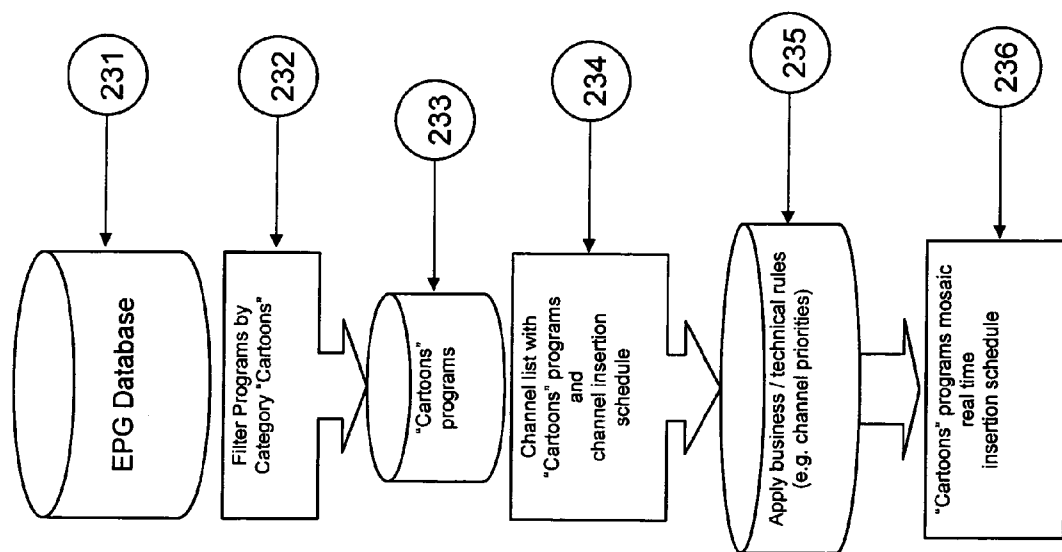 EPG Database
231
Filter Programs by
Category "Cartoons"
232
"Cartoons"
programs
233
Channel list with
"Cartoons" programs
and
channel insertion
schedule
234
Apply business / technical rules
(e.g. channel priorities)
235
"Cartoons" programs mosaic
real time
insertion schedule
236